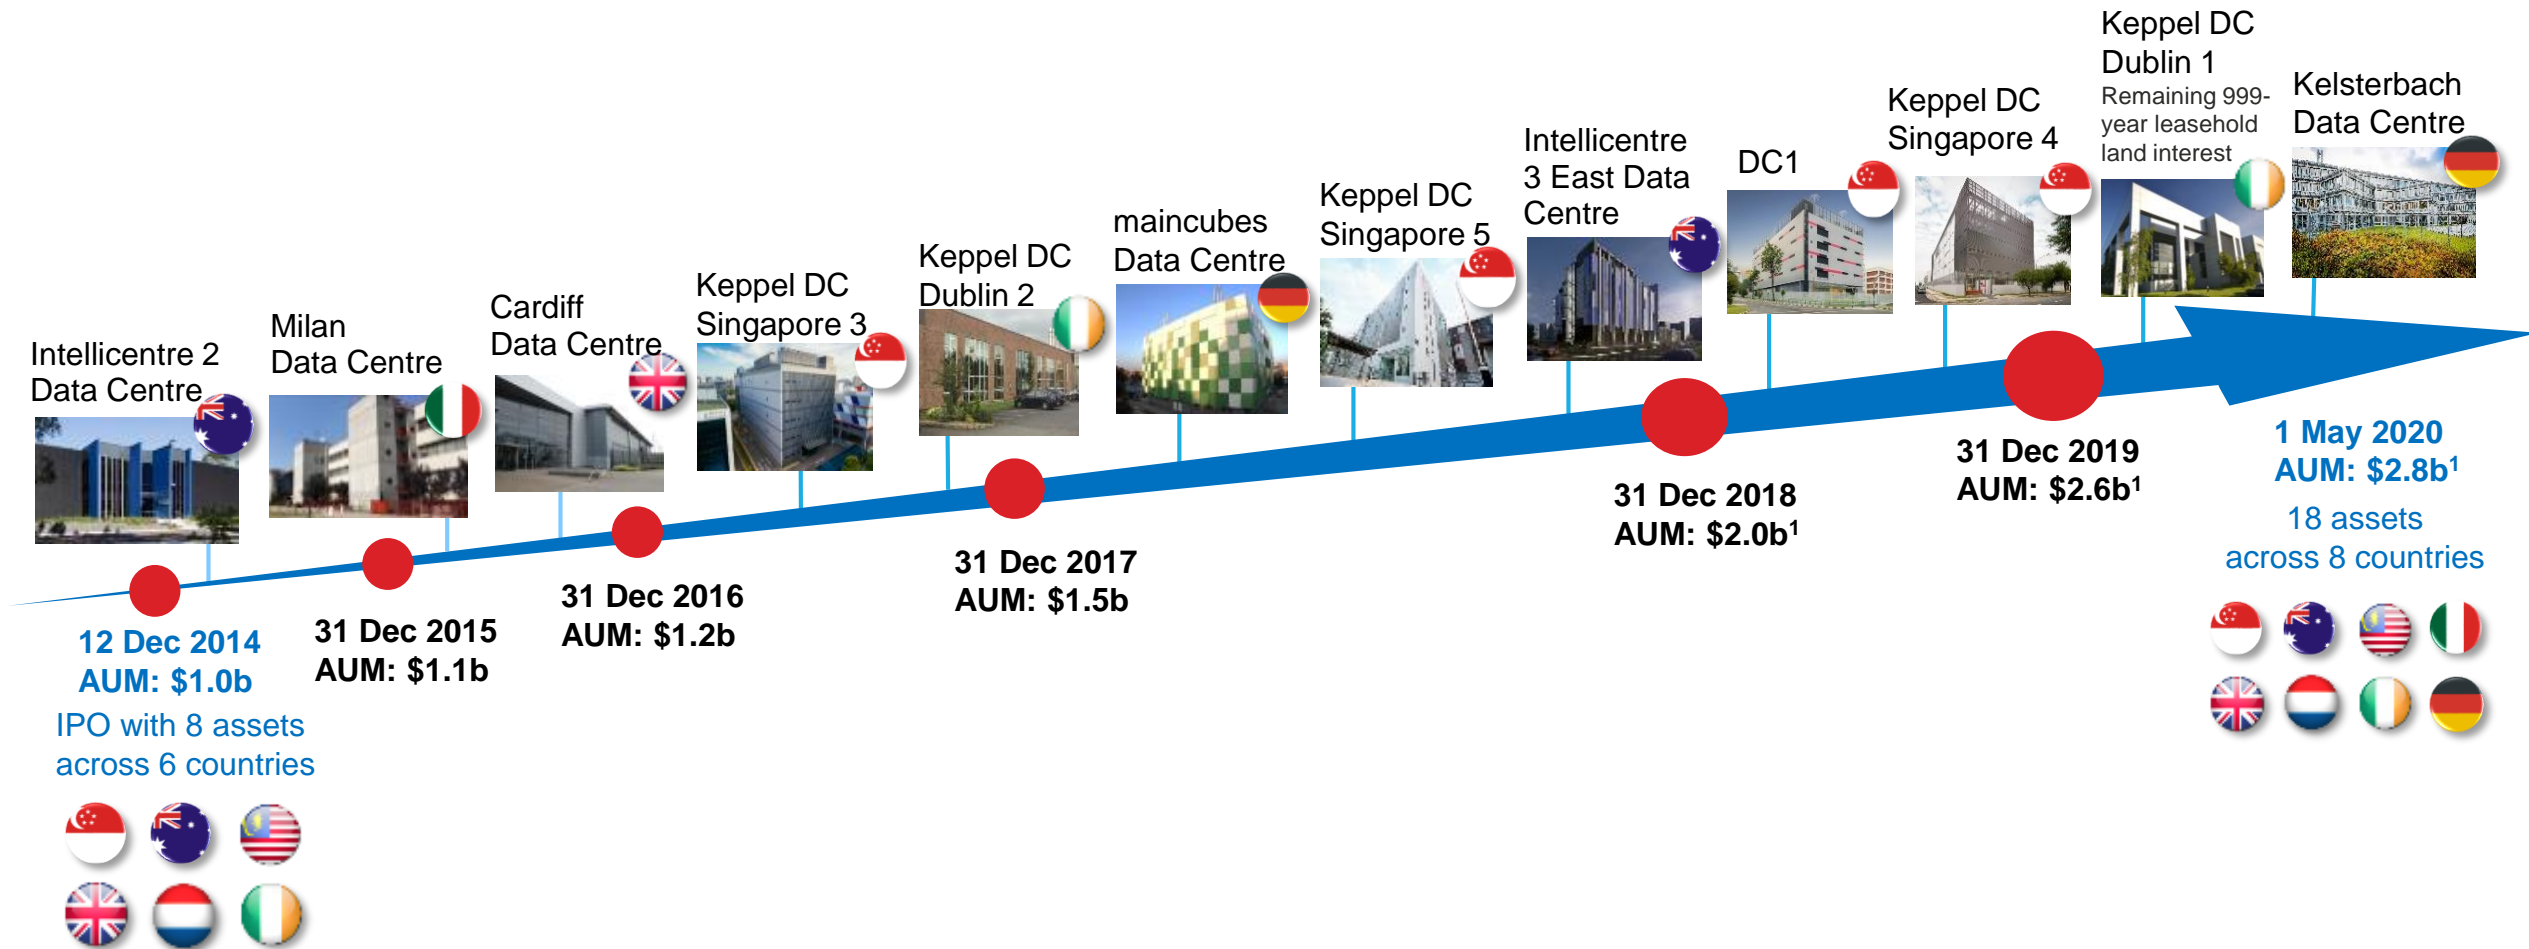 Intellicentre 2
Data Centre
Milan
Data Centre
Cardiff
Data Centre
Keppel DC
Singapore 3
Keppel DC
Dublin 2
maincubes
Data Centre
Keppel DC
Singapore 5
Intellicentre
3 East Data
Centre
DC1
Keppel DC
Singapore 4
Keppel DC
Dublin 1
Remaining 999-
year leasehold
land interest
Kelsterbach
Data Centre
12 Dec 2014
AUM: $1.0b
IPO with 8 assets
across 6 countries
31 Dec 2015
AUM: $1.1b
31 Dec 2016
AUM: $1.2b
31 Dec 2017
AUM: $1.5b
31 Dec 2018
AUM: $2.0b¹
31 Dec 2019
AUM: $2.6b¹
1 May 2020
AUM: $2.8b¹
18 assets
across 8 countries